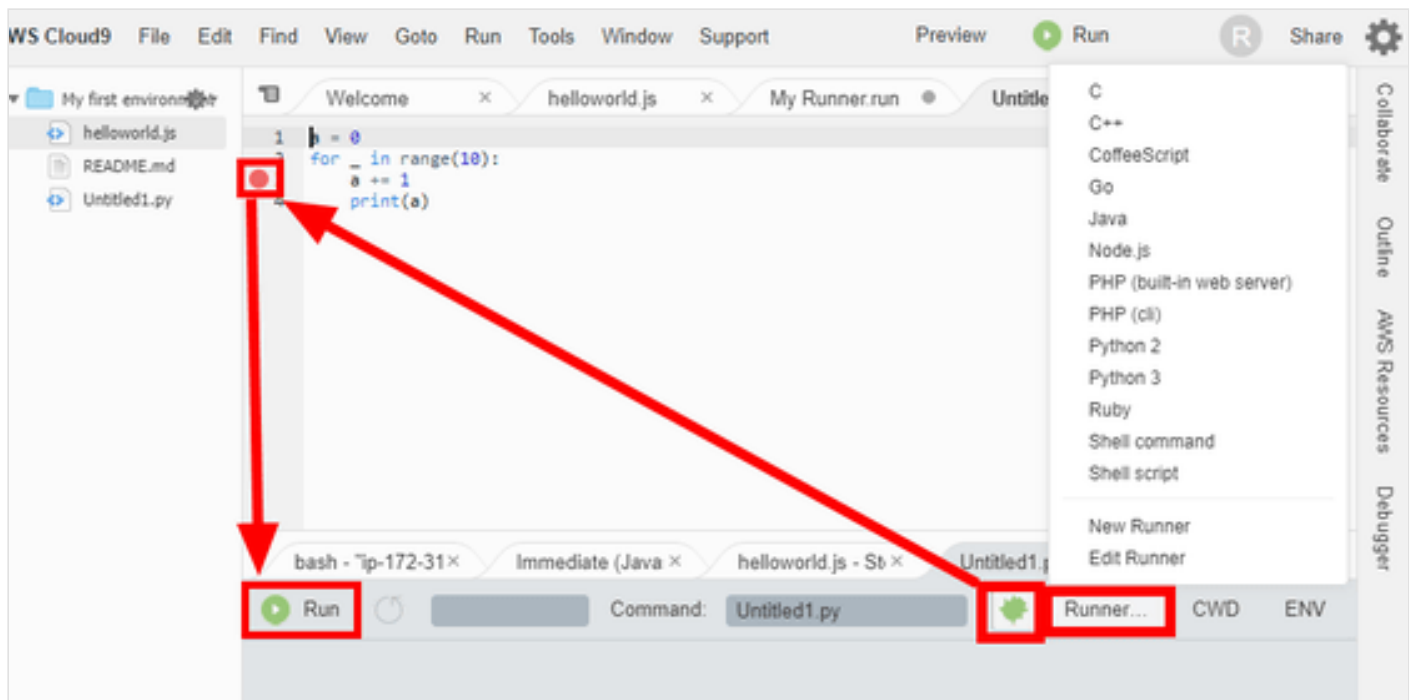 WS Cloud9 File Edit Find View Goto Run Tools Window Support Preview Run R Share
My first environment
helloworld.js
README.md
Untitled1.py
Welcome × helloworld.js × My Runner.run Untitle
1 a = 0
2 for _ in range(10):
a += 1
4 print(a)
C
C++
CoffeeScript
Go
Java
Node.js
PHP (built-in web server)
PHP (cli)
Python 2
Python 3
Ruby
Shell command
Shell script
New Runner
Edit Runner
Collaborate
Outline
AWS Resources
Debugger
bash - "ip-172-31 × Immediate (Java × helloworld.js - St × Untitled1.p
Run Command: Untitled1.py Runner... CWD ENV